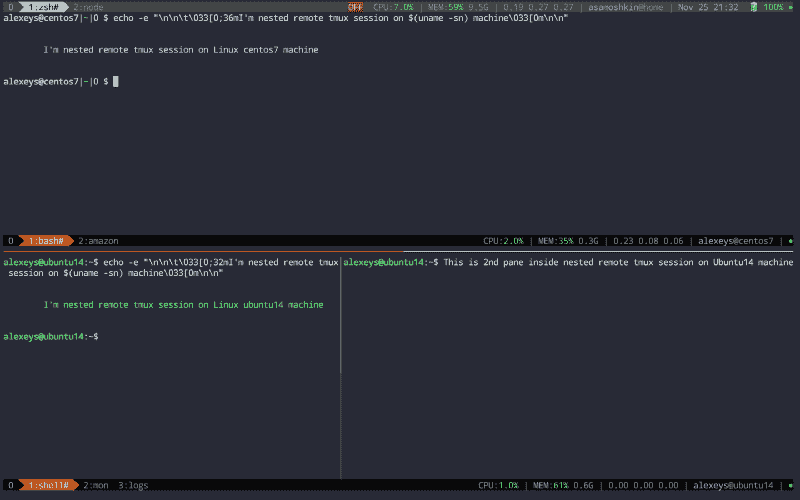 0 1:zsh# 2:node OFF CPU:7.0% | MEM:59% 9.5G | 0.19 0.27 0.27 | asamoshkin@home | Nov 25 21:32 100%
alexeys@centos7|~|0 $ echo -e "\n\n\t\033[0;36mI'm nested remote tmux session on $(uname -sn) machine\033[0m\n\n"
I'm nested remote tmux session on Linux centos7 machine
alexeys@centos7|~|0 $
0 1:bash# 2:amazon CPU:2.0% | MEM:35% 0.3G | 0.23 0.08 0.06 | alexeys@centos7 |
alexeys@ubuntu14:~$ echo -e "\n\n\t\033[0;32mI'm nested remote tmux
session on $(uname -sn) machine\033[0m\n\n"
I'm nested remote tmux session on Linux ubuntu14 machine
alexeys@ubuntu14:~$
alexeys@ubuntu14:~$ This is 2nd pane inside nested remote tmux session on Ubuntu14 machine
0 1:shell# 2:mon 3:logs CPU:1.0% | MEM:61% 0.6G | 0.00 0.00 0.00 | alexeys@ubuntu14 |